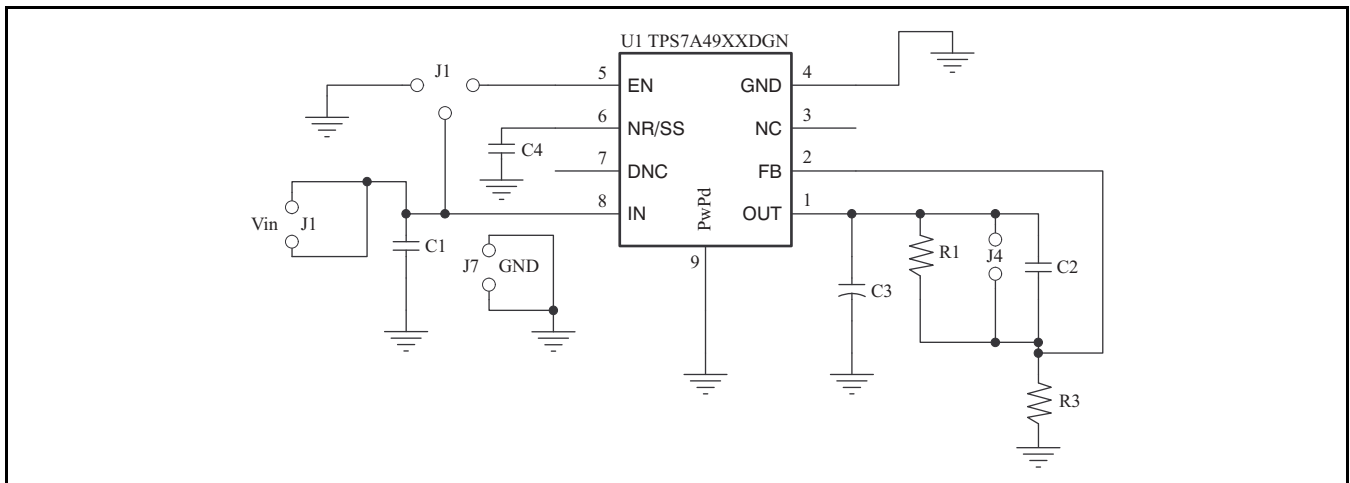 U1 TPS7A49XXDGN
J1
5
EN
GND
4
6
NR/SS
NC
3
C4
7
DNC
FB
2
PwPd
8
IN
OUT
1
Vin
J1
C1
J7
GND
9
C3
R1
J4
C2
R3